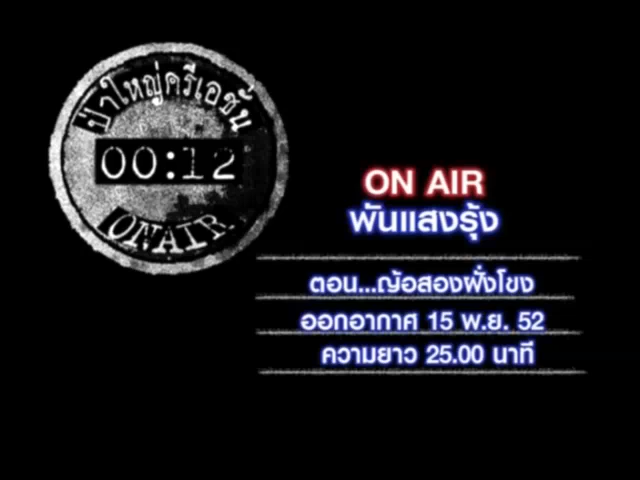 ป่าใหญ่ครีเอชั่น
00:12
ONAIR
ON AIR
พันแสงรุ้ง
ตอน...ญ้อสองฝั่งโขง
ออกอากาศ 15 พ.ย. 52
ความยาว 25.00 นาที